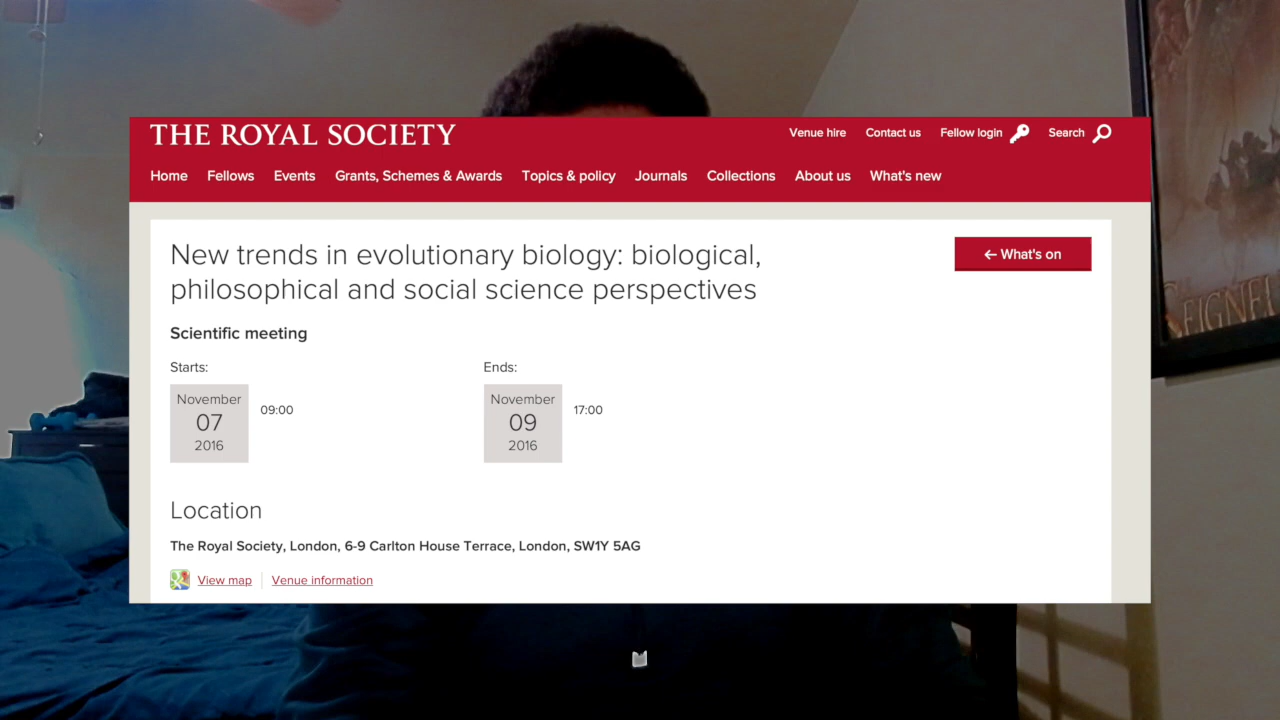 THE ROYAL SOCIETY
Venue hire Contact us Fellow login Search
Home Fellows Events Grants, Schemes & Awards Topics & policy Journals Collections About us What's new
New trends in evolutionary biology: biological,
philosophical and social science perspectives
← What's on
Scientific meeting
Starts: Ends:
November
07
2016
09:00
November
09
2016
17:00
Location
The Royal Society, London, 6-9 Carlton House Terrace, London, SW1Y 5AG
View map Venue information